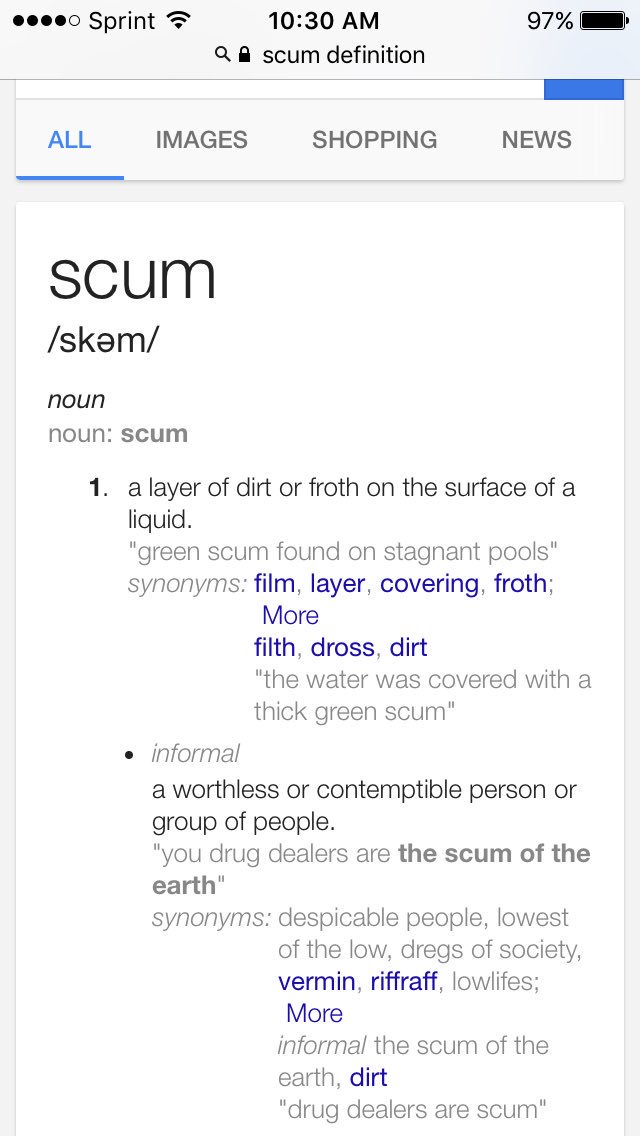 Sprint 10:30 AM 97%
scum definition
ALL IMAGES SHOPPING NEWS
scum
/skəm/
noun
noun: scum
1. a layer of dirt or froth on the surface of a
liquid.
"green scum found on stagnant pools"
synonyms: film, layer, covering, froth;
More
filth, dross, dirt
"the water was covered with a
thick green scum"
• informal
a worthless or contemptible person or
group of people.
"you drug dealers are the scum of the
earth"
synonyms: despicable people, lowest
of the low, dregs of society,
vermin, riffraff, lowlifes;
More
informal the scum of the
earth, dirt
"drug dealers are scum"